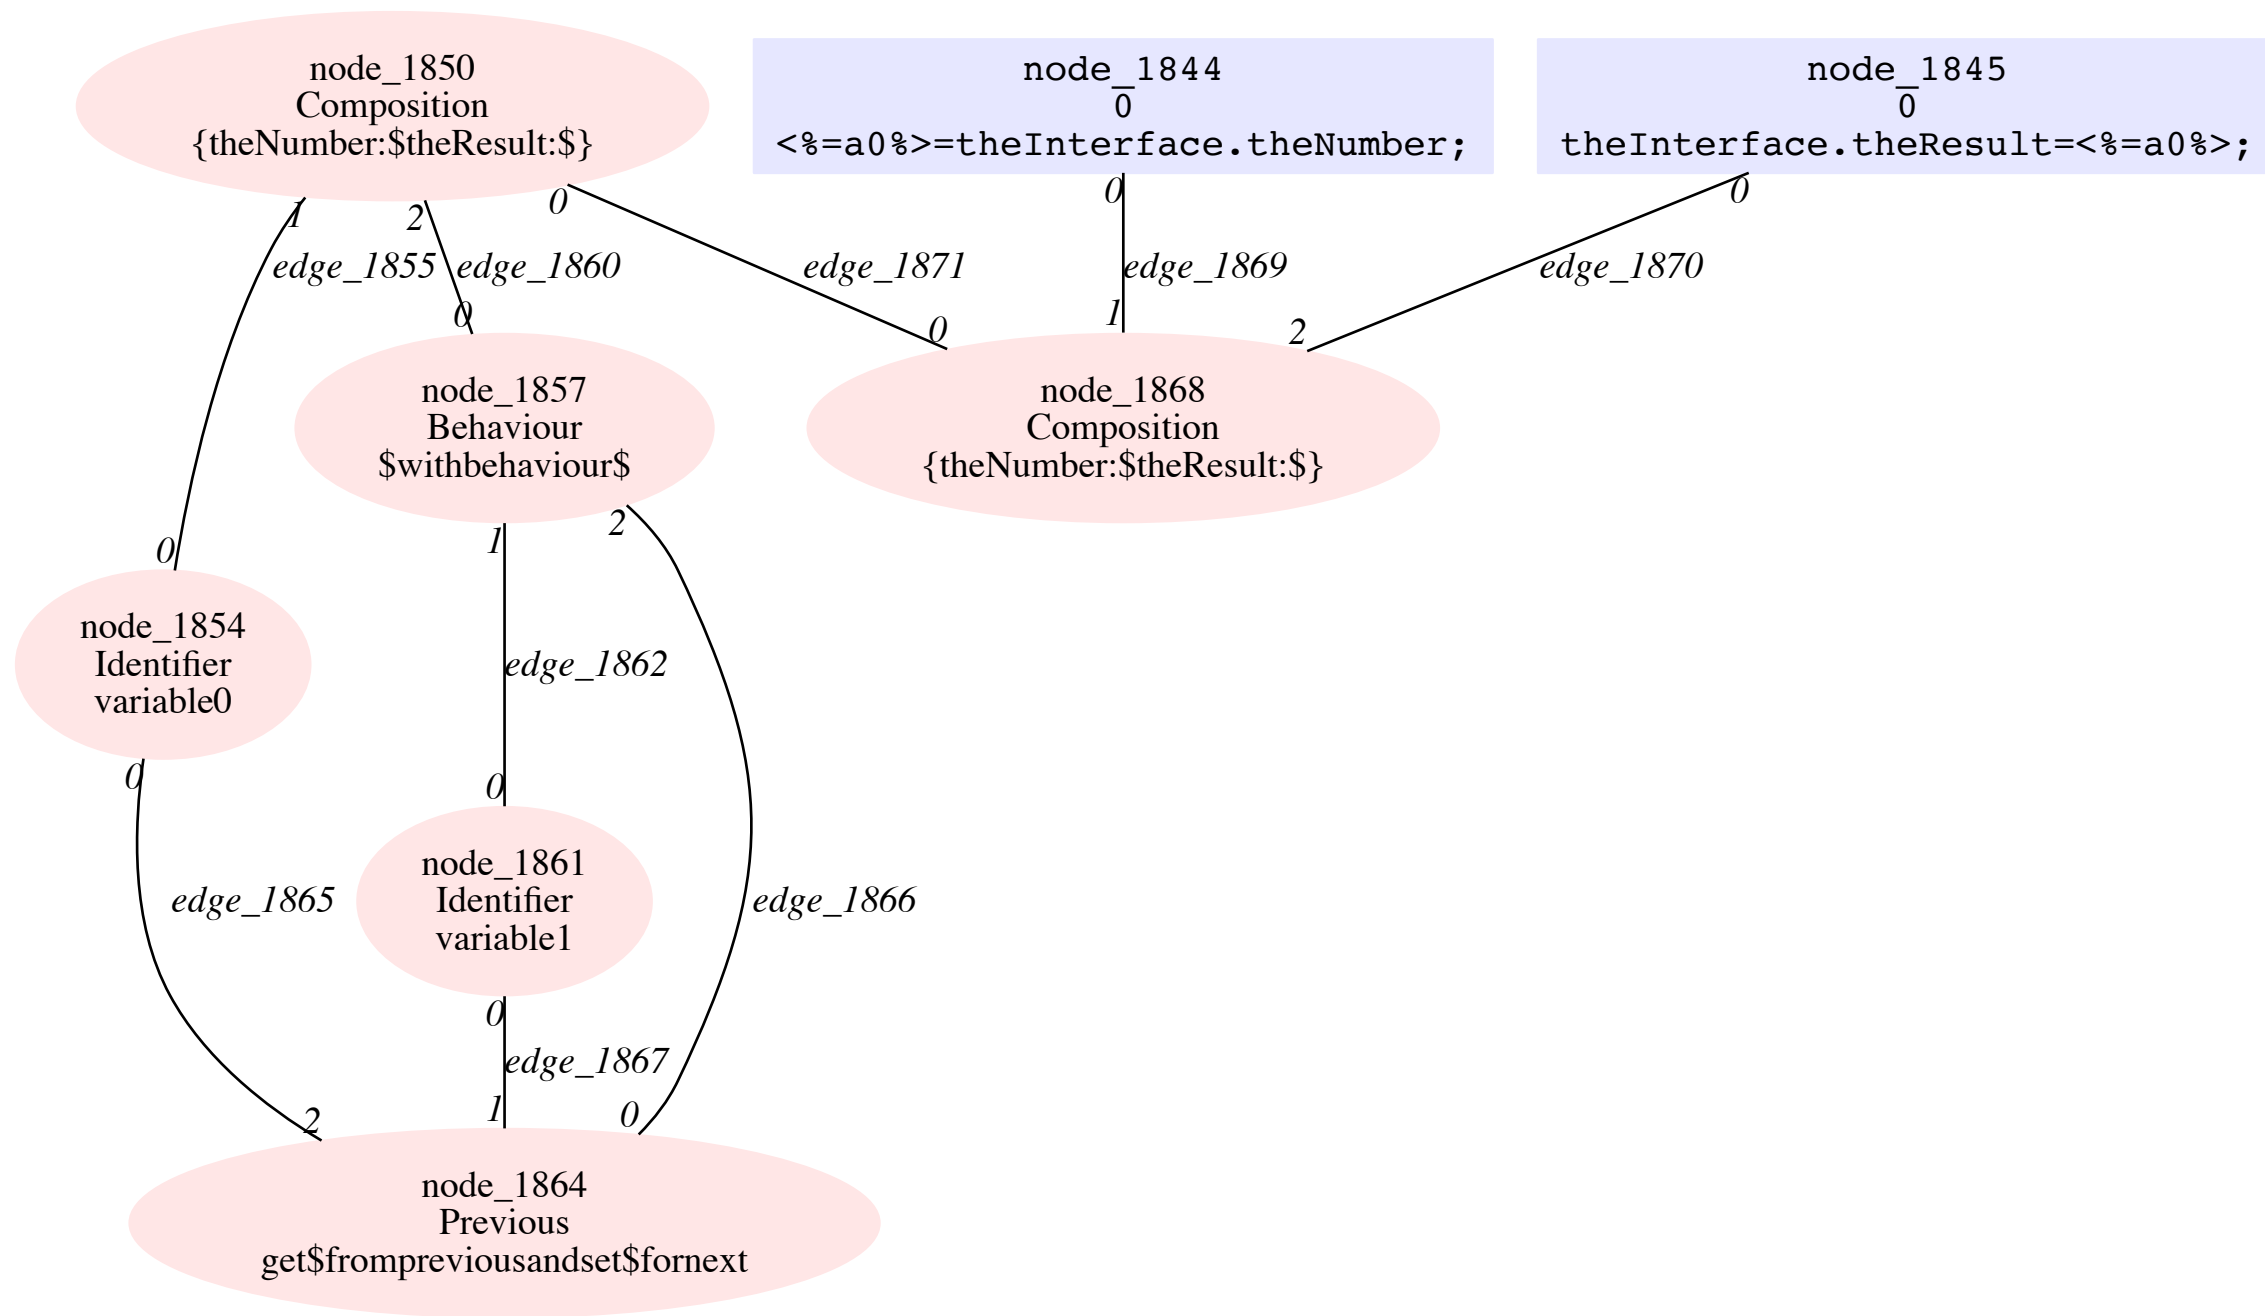 node_1850
Composition
{theNumber:$theResult:$}
node_1844
0
<%=a0%>=theInterface.theNumber;
node_1845
0
theInterface.theResult=<%=a0%>;
1
2
0
0
0
edge_1855
edge_1860
edge_1871
edge_1869
edge_1870
0
0
1
2
node_1857
Behaviour
$withbehaviour$
node_1868
Composition
{theNumber:$theResult:$}
1
2
0
node_1854
Identifier
variable0
edge_1862
0
0
node_1861
Identifier
variable1
edge_1865
edge_1866
0
edge_1867
2
1
0
node_1864
Previous
get$frompreviousandset$fornext